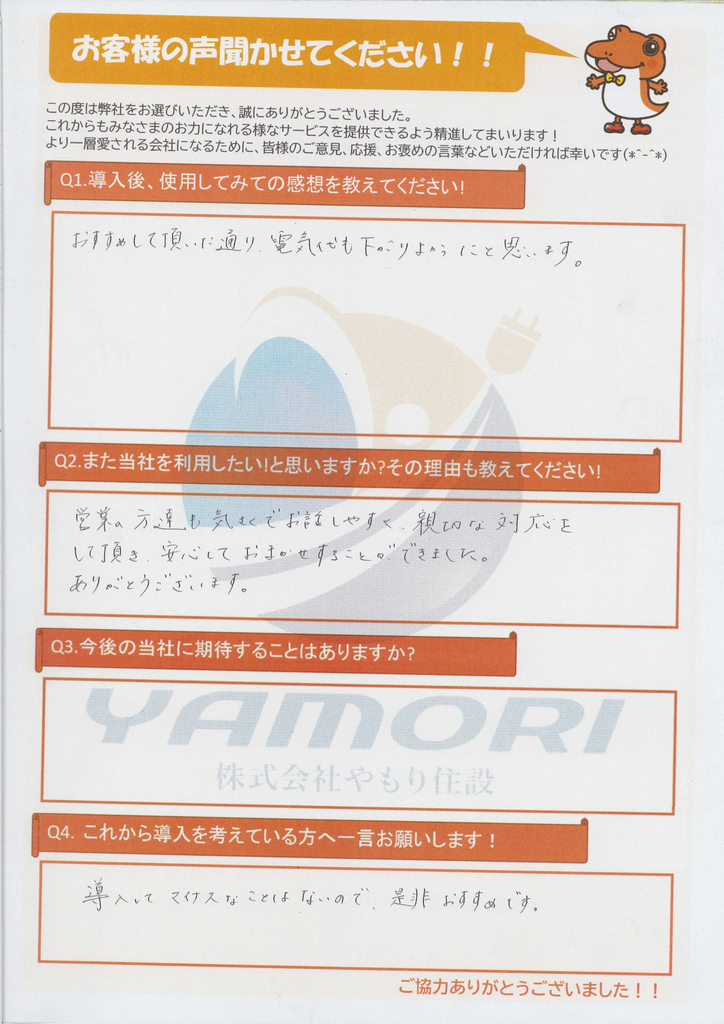 お客様の声聞かせてください！！
この度は弊社をお選びいただき、誠にありがとうございました。
これからもみなさまのお力になれる様なサービスを提供できるよう精進してまいります！
より一層愛される会社になるために、皆様のご意見、応援、お褒めの言葉などいただければ幸いです(*^-^*)
Q1.導入後、使用してみての感想を教えてください!
おすすめして頂いた通り、電気代も下がりよかったと思います。
Q2.また当社を利用したい!と思いますか?その理由も教えてください!
営業の方達も気さくでお話しやすく、親切な対応を
して頂き、安心しておまかせすることができました。
ありがとうございます。
Q3.今後の当社に期待することはありますか?
YAMORI
株式会社やもり住設
Q4. これから導入を考えている方へ一言お願いします！
導入して マイナスなことはないので、是非おすすめです。
ご協力ありがとうございました！！